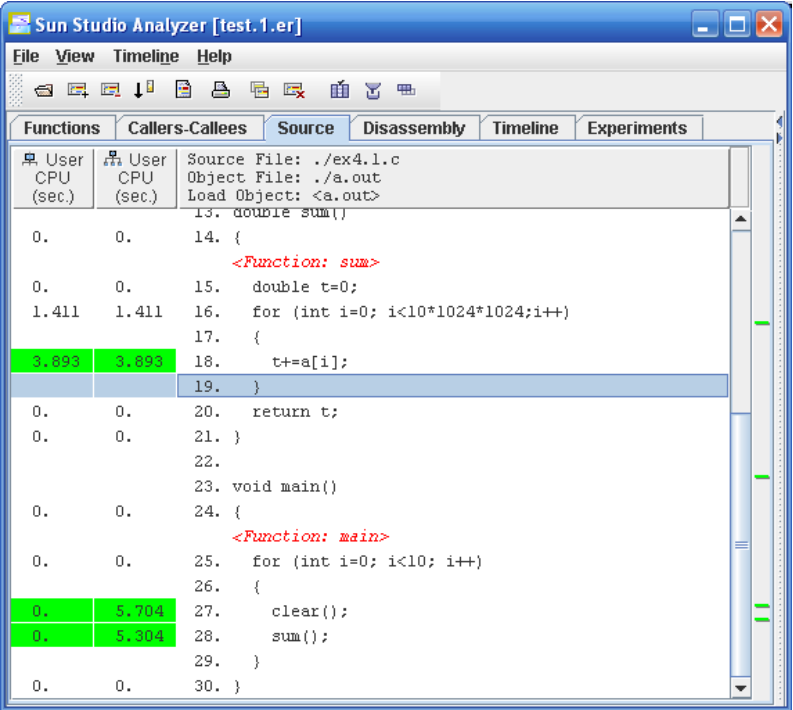 Sun Studio Analyzer [test.1.er]
File View Timeline Help
Functions Callers-Callees Source Disassembly Timeline Experiments
User CPU (sec.) User CPU (sec.)
Source File: ./ex4.1.c
Object File: ./a.out
Load Object: <a.out>
13. double sum()
0. 0. 14. {
<Function: sum>
0. 0. 15. double t=0;
1.411 1.411 16. for (int i=0; i<10*1024*1024;i++)
17. {
3.893 3.893 18. t+=a[i];
19. }
0. 0. 20. return t;
0. 0. 21. }
22.
23. void main()
0. 0. 24. {
<Function: main>
0. 0. 25. for (int i=0; i<10; i++)
26. {
0. 5.704 27. clear();
0. 5.304 28. sum();
29. }
0. 0. 30. }